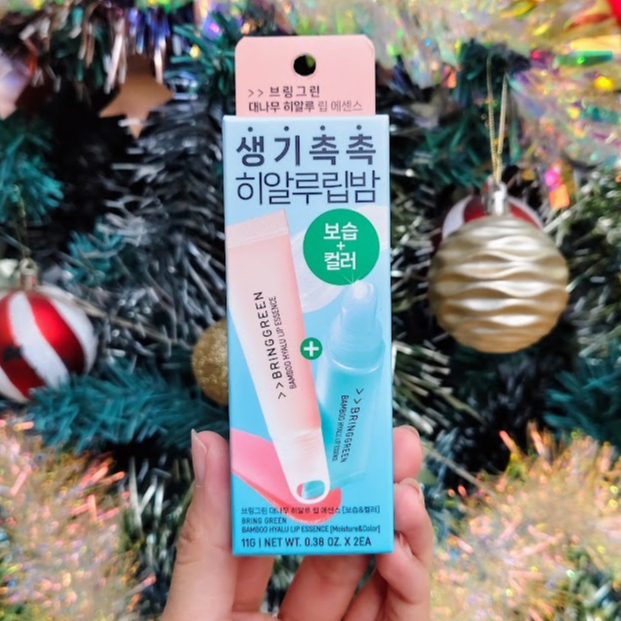 >> 브링그린
대나무 히알루 립 에센스
생기촉촉
히알루립밤
보습
+
컬러
>> BRINGGREEN
BAMBOO HYALU LIP ESSENCE
+
>> BRINGGREEN
BAMBOO HYALU LIP ESSENCE
브링그린 대나무 히알루 립 에센스 [보습&컬러]
BRING GREEN
BAMBOO HYALU LIP ESSENCE [Moisture&Color]
11G | NET WT. 0.38 OZ. X 2EA